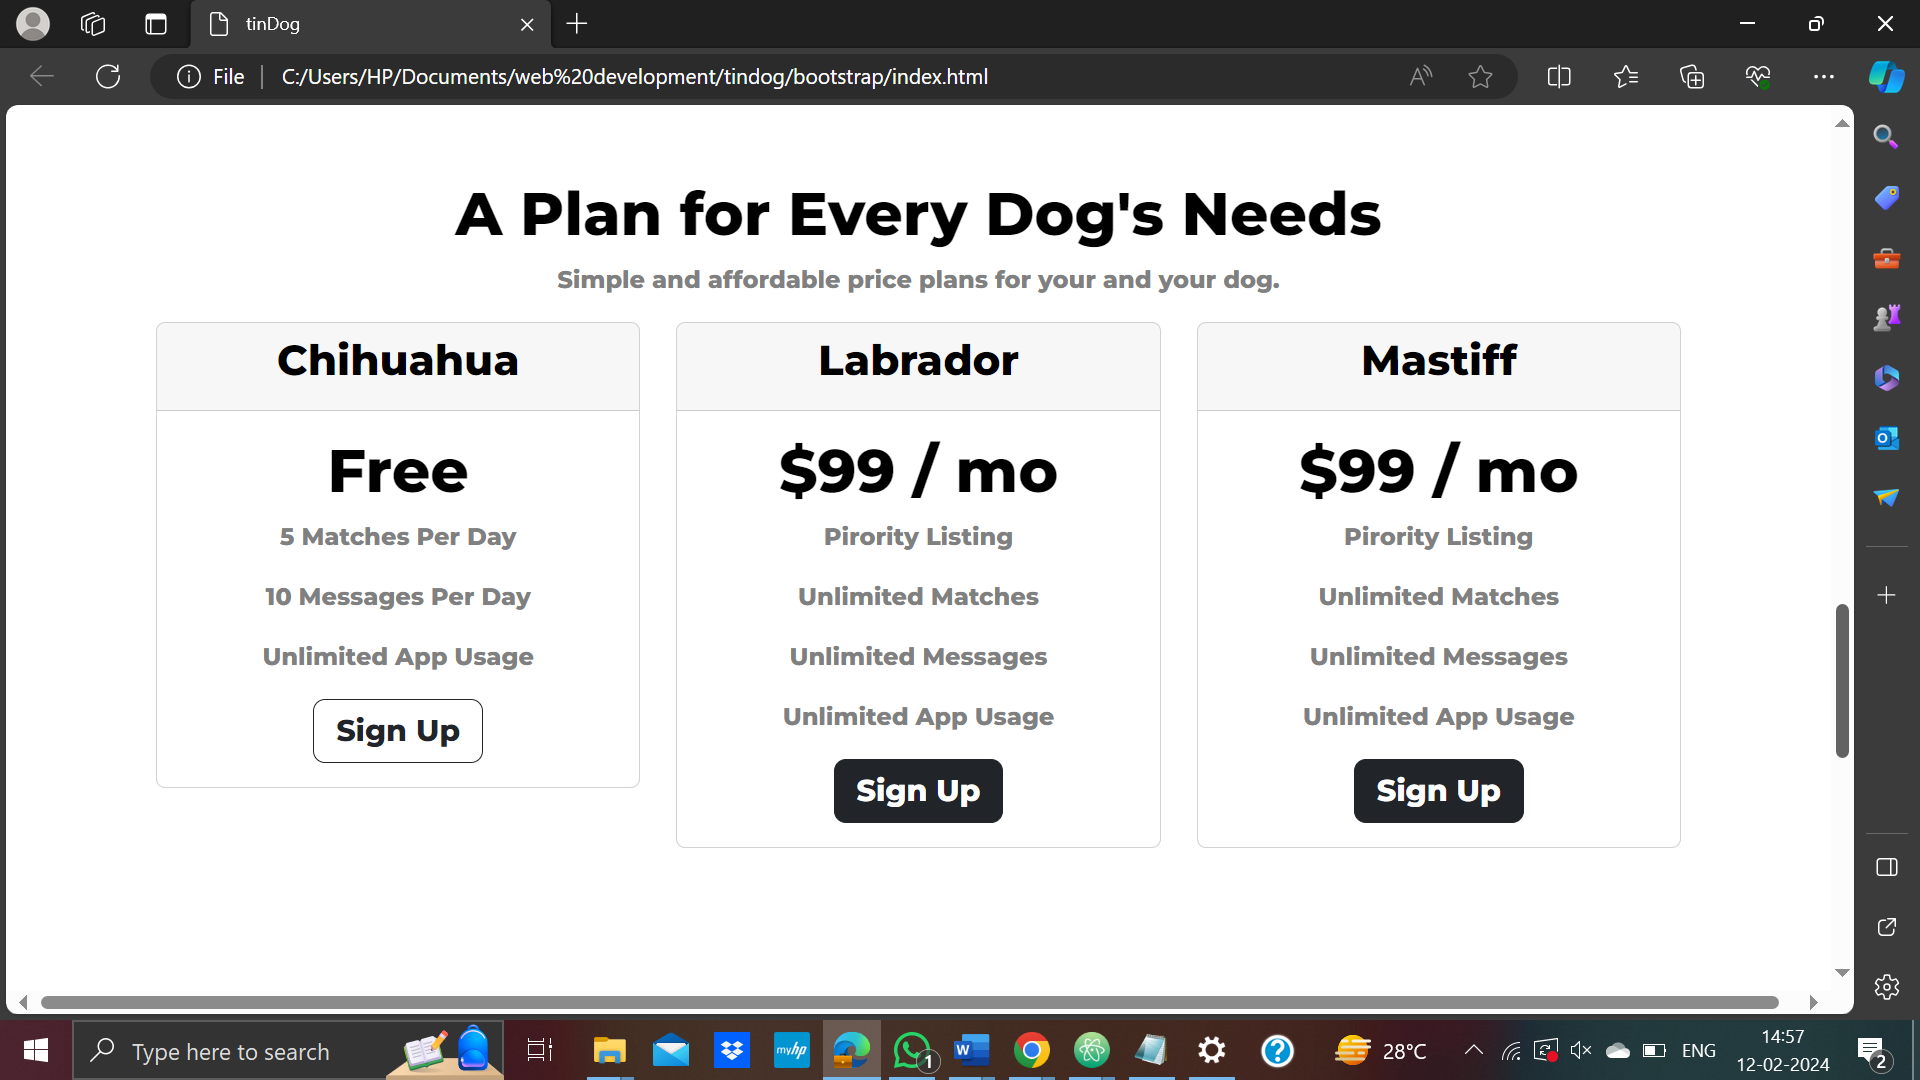 tinDog
File
C:/Users/HP/Documents/web%20development/tindog/bootstrap/index.html
A Plan for Every Dog's Needs
Simple and affordable price plans for your and your dog.
Chihuahua
Free
5 Matches Per Day
10 Messages Per Day
Unlimited App Usage
Sign Up
Labrador
$99 / mo
Pirority Listing
Unlimited Matches
Unlimited Messages
Unlimited App Usage
Sign Up
Mastiff
$99 / mo
Pirority Listing
Unlimited Matches
Unlimited Messages
Unlimited App Usage
Sign Up
Type here to search
myhp
1
W
28°C
ENG
14:57
12-02-2024
2